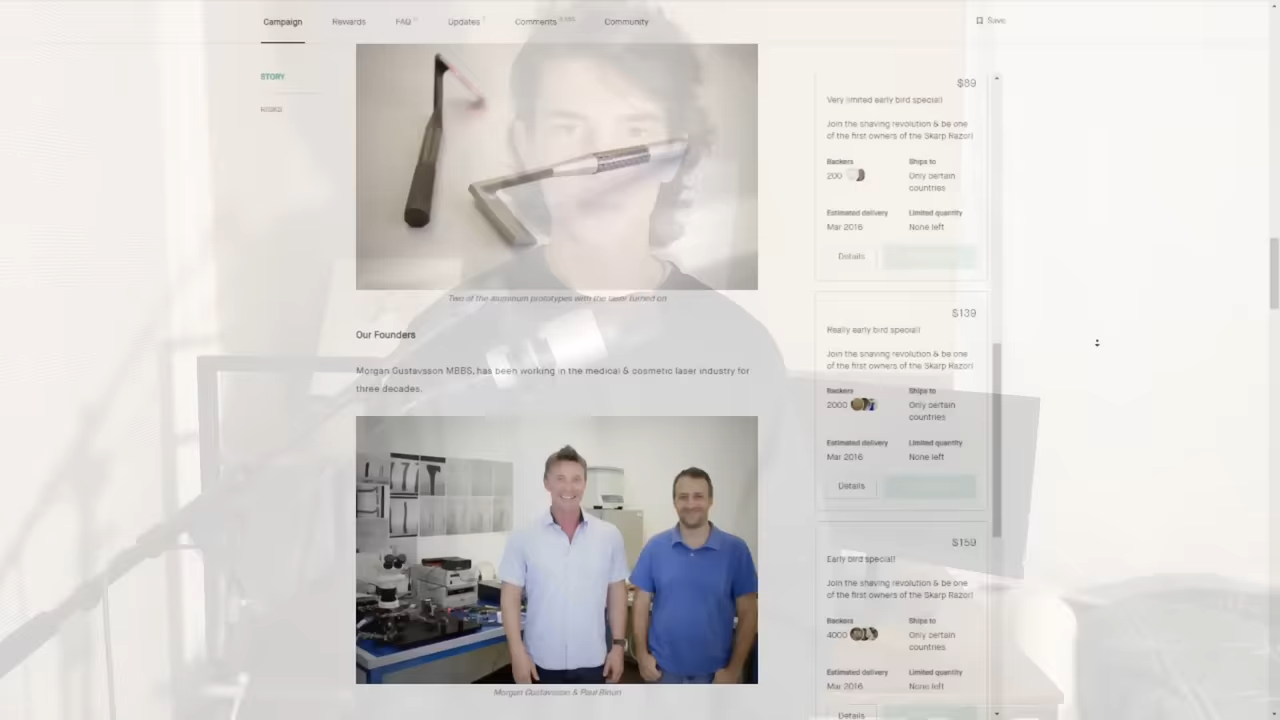 Campaign
Rewards
FAQ
Updates
Comments
Community
Save
STORY
RISKS
Two of the aluminum prototypes with the laser turned on
Our Founders
Morgan Gustavsson MBBS, has been working in the medical & cosmetic laser industry for
three decades.
Morgan Gustavsson & Paul Binun
$89
Very limited early bird special!
Join the shaving revolution & be one
of the first owners of the Skarp Razor!
Backers
Ships to
200
Only certain
countries
Estimated delivery
Limited quantity
Mar 2016
None left
Details
$139
Really early bird special!
Join the shaving revolution & be one
of the first owners of the Skarp Razor!
Backers
Ships to
2000
Only certain
countries
Estimated delivery
Limited quantity
Mar 2016
None left
Details
$159
Early bird special!
Join the shaving revolution & be one
of the first owners of the Skarp Razor!
Backers
Ships to
4000
Only certain
countries
Estimated delivery
Limited quantity
Mar 2016
None left
Details